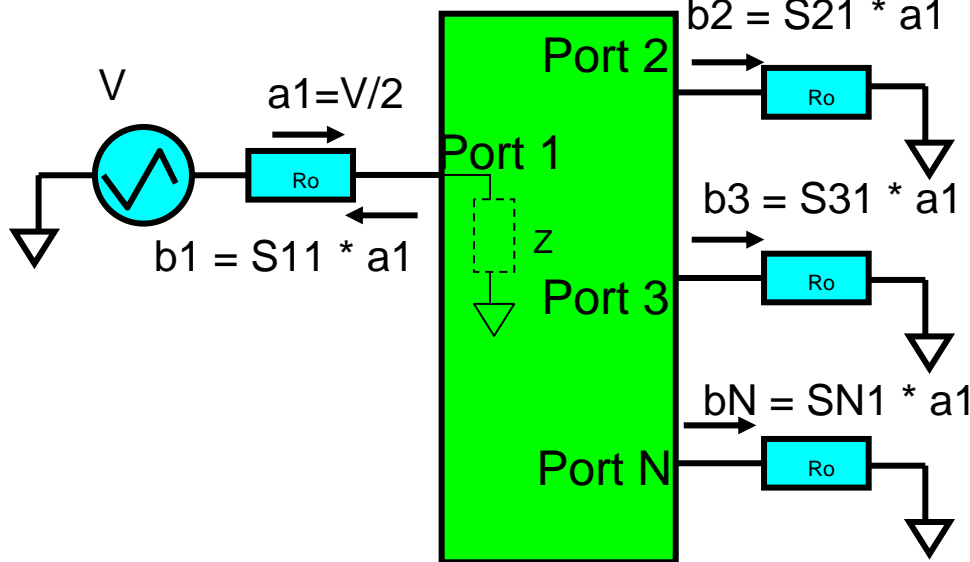 b2 = S21 * a1
Port 2
V
a1=V/2
Ro
Port 1
Ro
b3 = S31 * a1
b1 = S11 * a1
Z
Ro
Port 3
bN = SN1 * a1
Port N
Ro